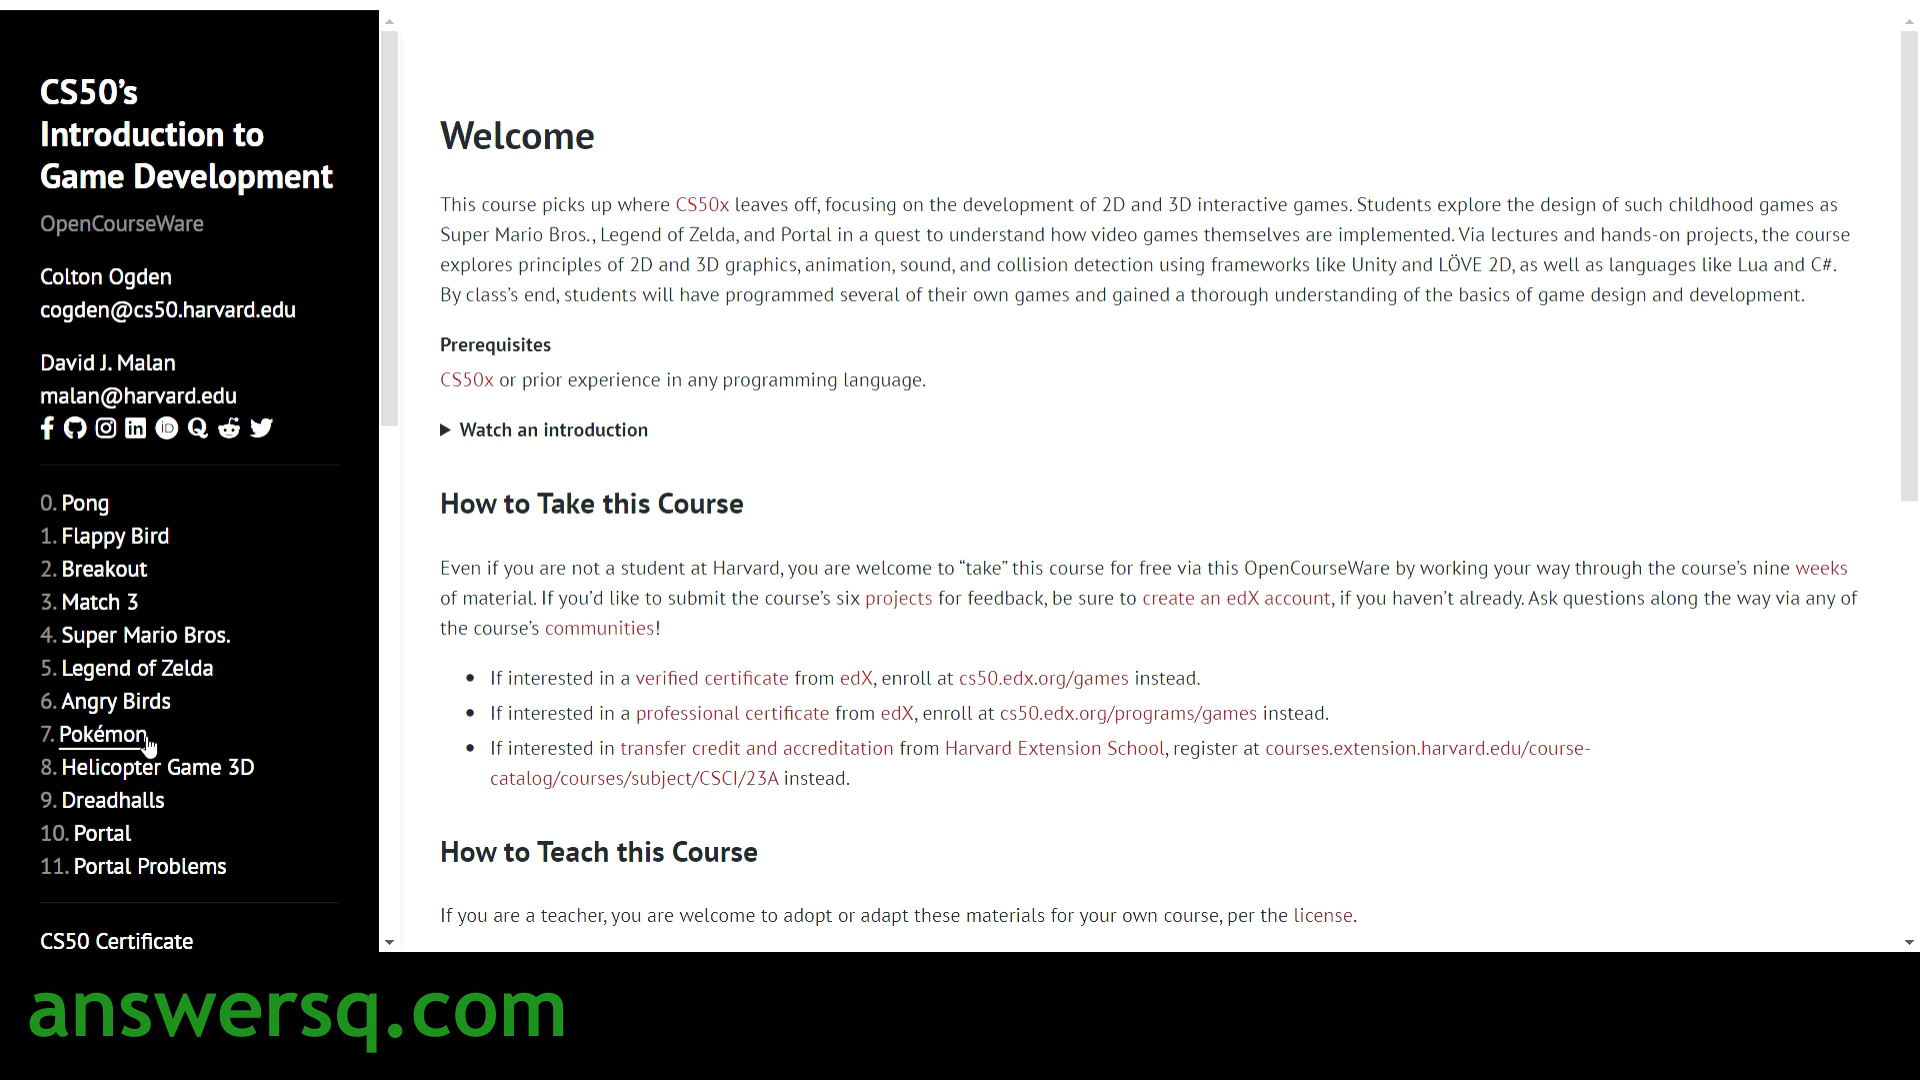 CS50’s
Introduction to
Game Development
OpenCourseWare
Colton Ogden
cogden@cs50.harvard.edu
David J. Malan
malan@harvard.edu
0. Pong
1. Flappy Bird
2. Breakout
3. Match 3
4. Super Mario Bros.
5. Legend of Zelda
6. Angry Birds
7. Pokémon
8. Helicopter Game 3D
9. Dreadhalls
10. Portal
11. Portal Problems
CS50 Certificate
Welcome
This course picks up where CS50x leaves off, focusing on the development of 2D and 3D interactive games. Students explore the design of such childhood games as
Super Mario Bros., Legend of Zelda, and Portal in a quest to understand how video games themselves are implemented. Via lectures and hands-on projects, the course
explores principles of 2D and 3D graphics, animation, sound, and collision detection using frameworks like Unity and LÖVE 2D, as well as languages like Lua and C#.
By class’s end, students will have programmed several of their own games and gained a thorough understanding of the basics of game design and development.
Prerequisites
CS50x or prior experience in any programming language.
Watch an introduction
How to Take this Course
Even if you are not a student at Harvard, you are welcome to “take” this course for free via this OpenCourseWare by working your way through the course’s nine weeks
of material. If you’d like to submit the course’s six projects for feedback, be sure to create an edX account, if you haven’t already. Ask questions along the way via any of
the course’s communities!
• If interested in a verified certificate from edX, enroll at cs50.edx.org/games instead.
• If interested in a professional certificate from edX, enroll at cs50.edx.org/programs/games instead.
• If interested in transfer credit and accreditation from Harvard Extension School, register at courses.extension.harvard.edu/course-
catalog/courses/subject/CSCI/23A instead.
How to Teach this Course
If you are a teacher, you are welcome to adopt or adapt these materials for your own course, per the license.
answersq.com